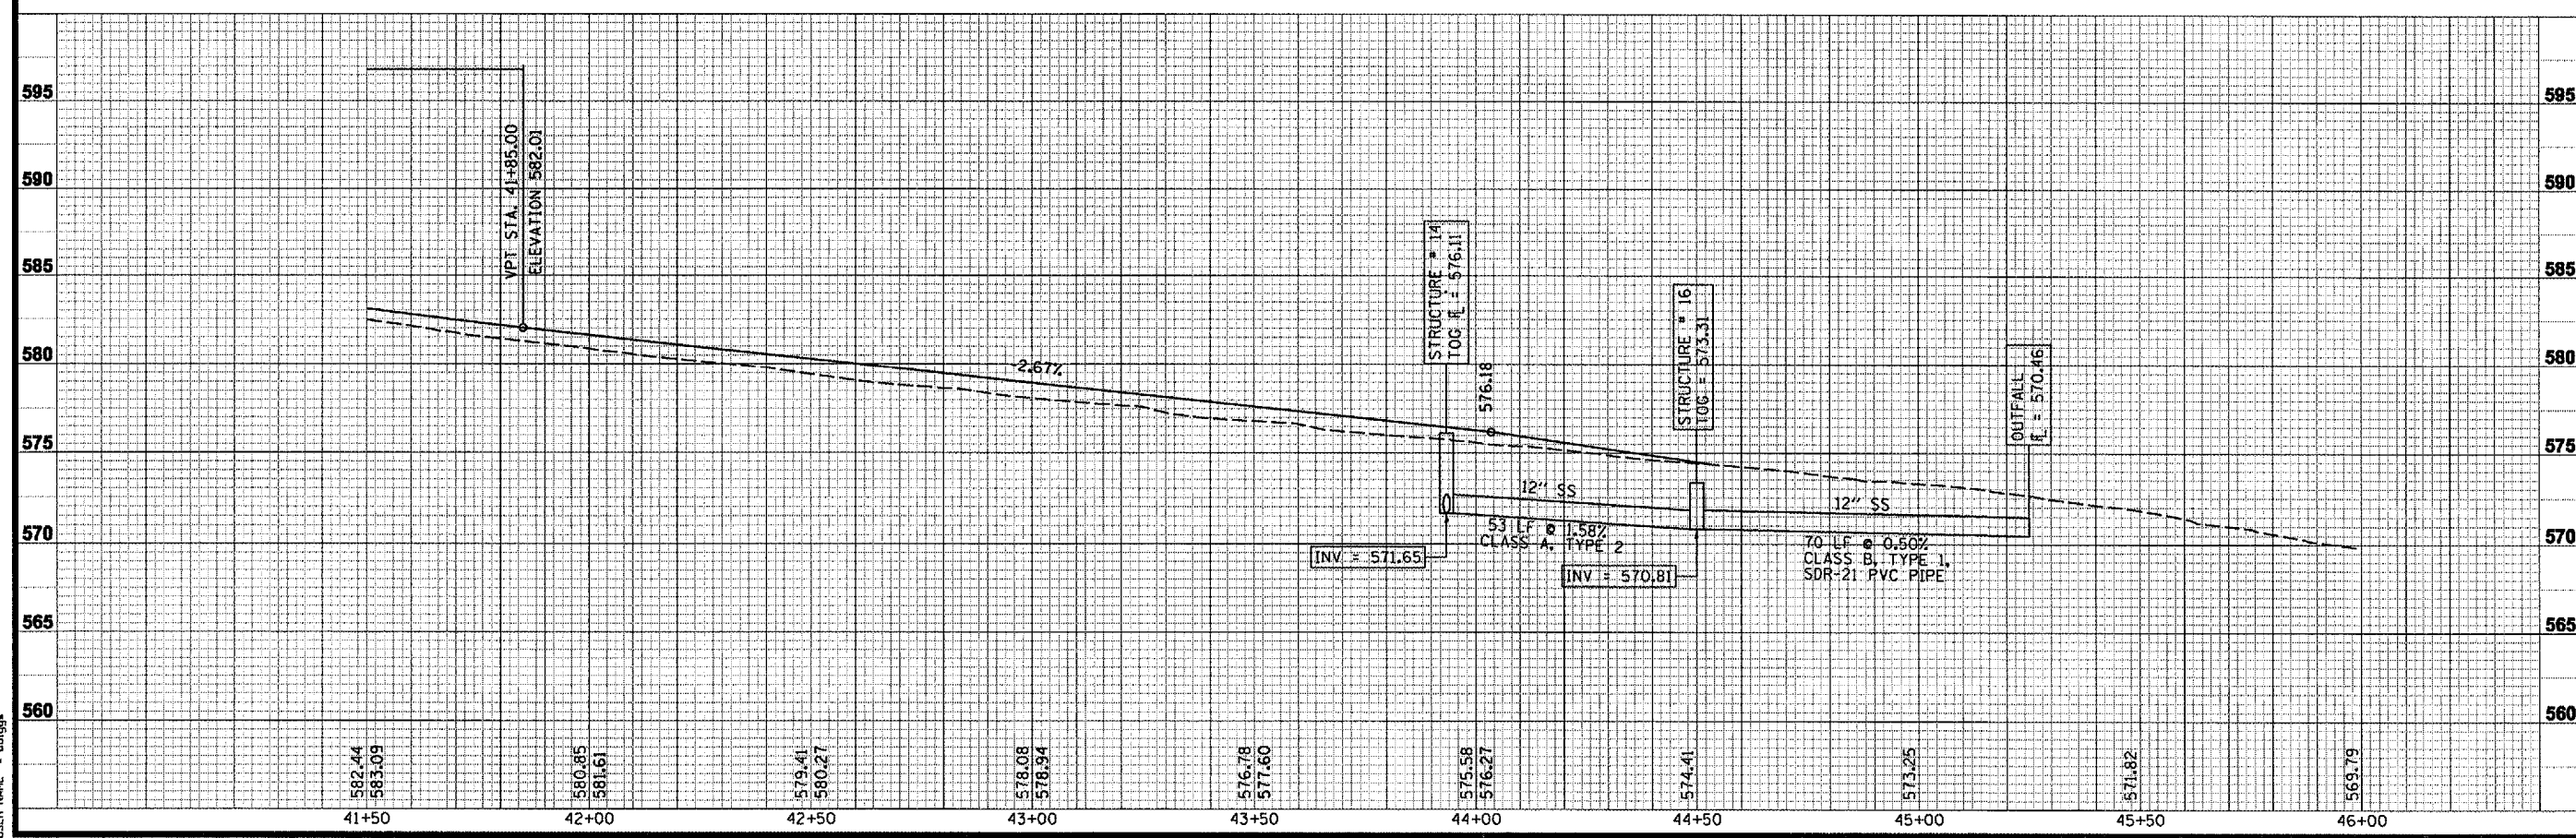 595
590
585
580
575
570
565
560
595
590
585
580
575
570
565
560
VPT STA. 41+85.00
ELEVATION 582.01
-2.67%
STRUCTURE # 14
TOG FL = 576.11
576.18
STRUCTURE # 16
TOG = 573.31
OUTFALL
FL = 570.46
12" SS
53 LF @ 1.58%
CLASS A, TYPE 2
INV = 571.65
INV = 570.81
12" SS
70 LF @ 0.50%
CLASS B, TYPE 1,
SDR-21 PVC PIPE
582.44
583.09
580.85
581.61
579.41
580.27
578.08
578.94
576.78
577.60
575.58
576.27
574.41
573.25
571.82
569.79
41+50
42+00
42+50
43+00
43+50
44+00
44+50
45+00
45+50
46+00